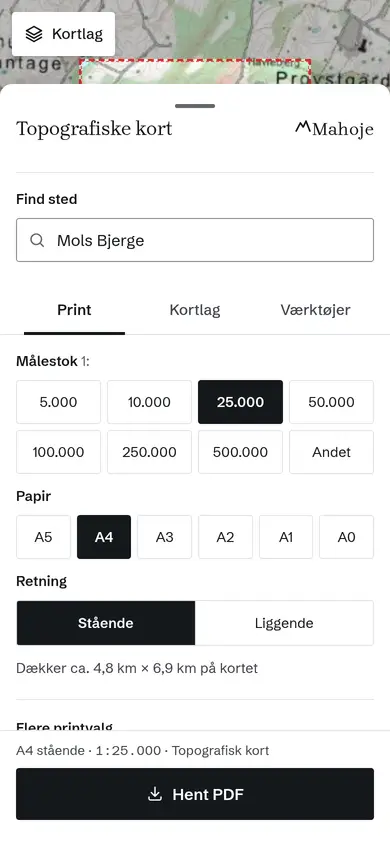 Kortlag
Provstgård
Topografiske kort
Mahoje
Find sted
Mols Bjerge
Print Kortlag Værktøjer
Målestok 1:
5.000 10.000 25.000 50.000
100.000 250.000 500.000 Andet
Papir
A5 A4 A3 A2 A1 A0
Retning
Stående Liggende
Dækker ca. 4,8 km × 6,9 km på kortet
Flere printvalg
A4 stående · 1:25.000 · Topografisk kort
Hent PDF